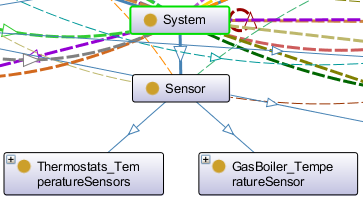 System
Sensor
Thermostats_Tem
peratureSensors
GasBoiler_Tempe
ratureSensor